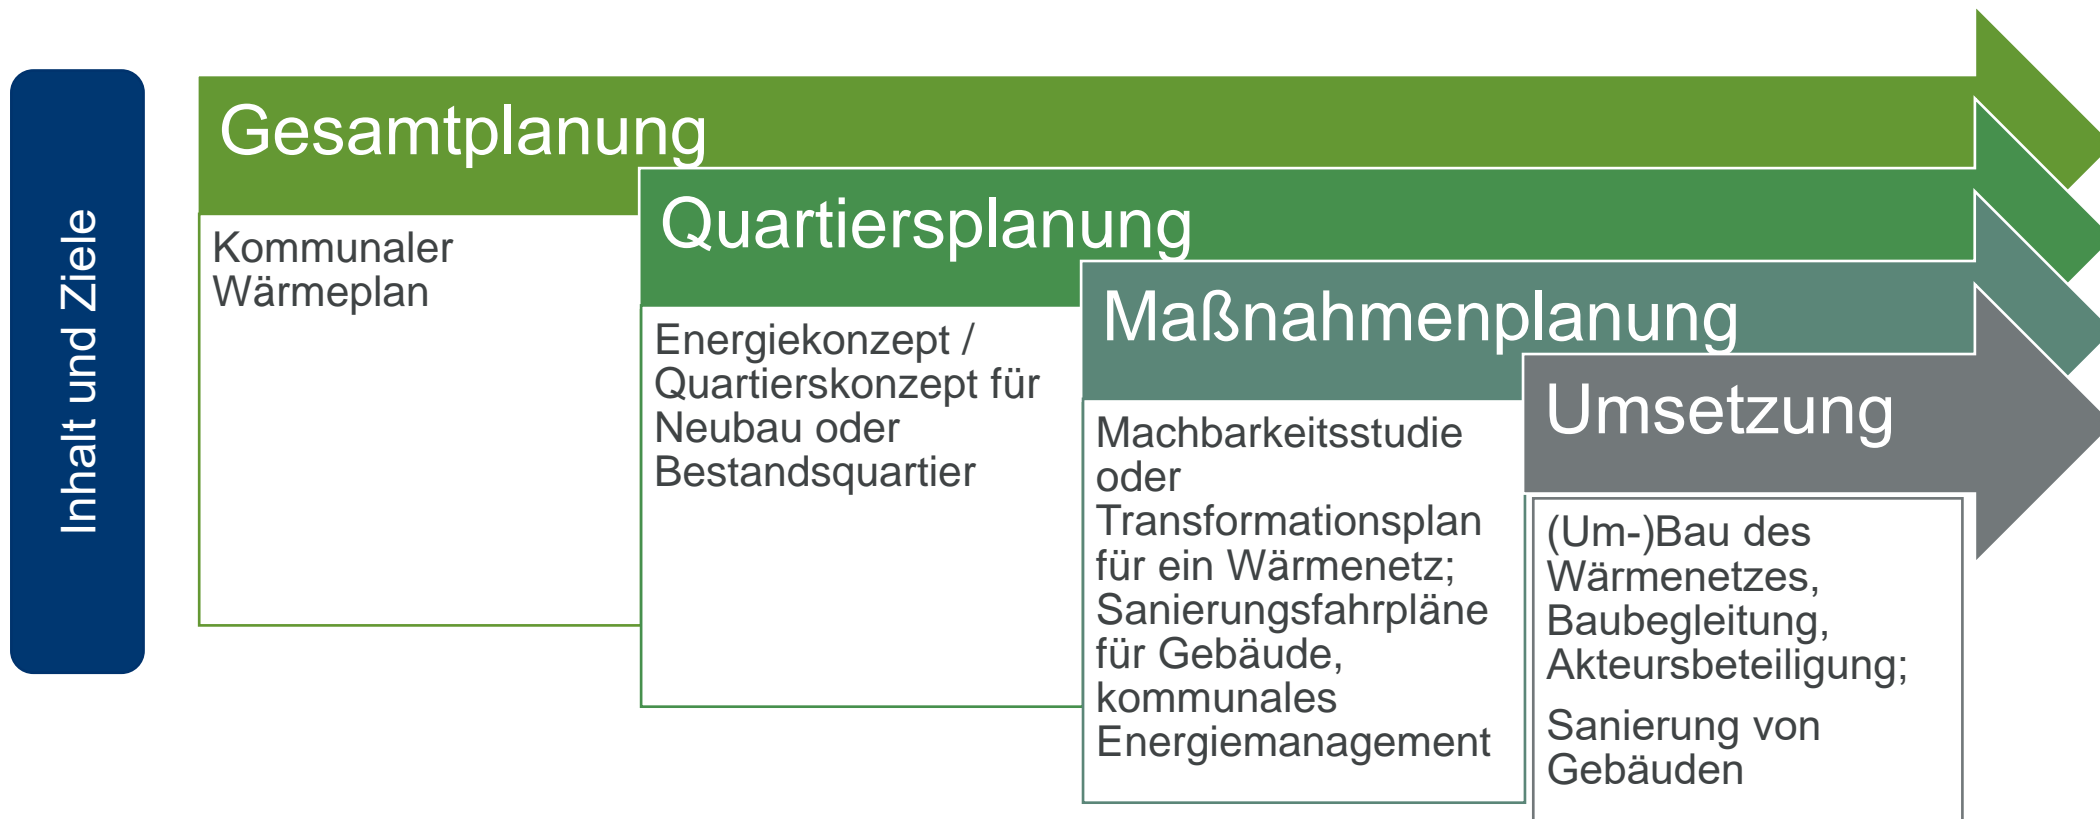 Inhalt und Ziele
Gesamtplanung
Kommunaler
Wärmeplan
Quartiersplanung
Energiekonzept /
Quartierskonzept für
Neubau oder
Bestandsquartier
Maßnahmenplanung
Machbarkeitsstudie
oder
Transformationsplan
für ein Wärmenetz;
Sanierungsfahrpläne
für Gebäude,
kommunales
Energiemanagement
Umsetzung
(Um-)Bau des
Wärmenetzes,
Baubegleitung,
Akteursbeteiligung;
Sanierung von
Gebäuden